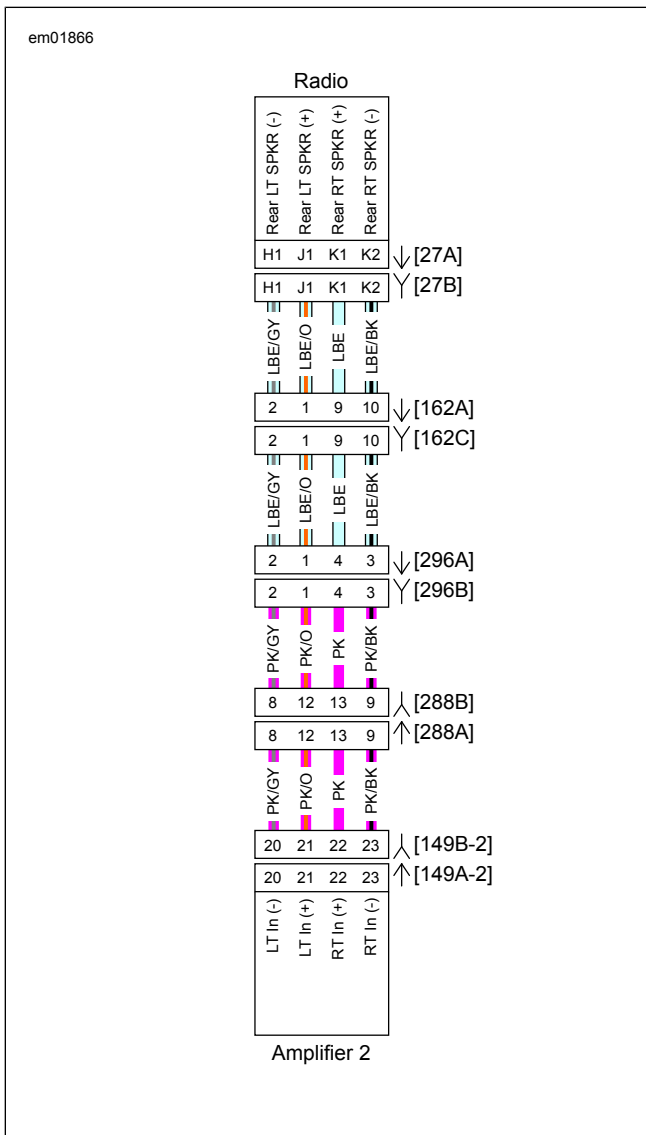 em01866
Radio
Rear LT SPKR (-)
Rear LT SPKR (+)
Rear RT SPKR (+)
Rear RT SPKR (-)
H1 J1 K1 K2 [27A]
H1 J1 K1 K2 [27B]
LBE/GY LBE/O LBE LBE/BK
2 1 9 10 [162A]
2 1 9 10 [162C]
LBE/GY LBE/O LBE LBE/BK
2 1 4 3 [296A]
2 1 4 3 [296B]
PK/GY PK/O PK PK/BK
8 12 13 9 [288B]
8 12 13 9 [288A]
PK/GY PK/O PK PK/BK
20 21 22 23 [149B-2]
20 21 22 23 [149A-2]
LT In (-)
LT In (+)
RT In (+)
RT In (-)
Amplifier 2